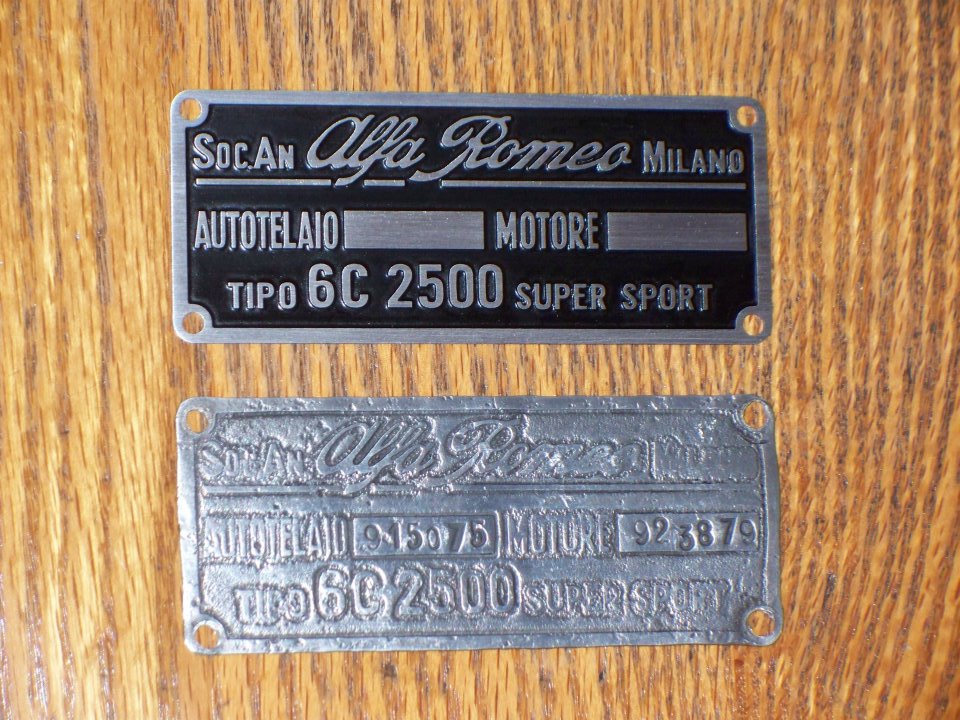 SOC.AN Alfa Romeo MILANO
AUTOTELAIO MOTORE
TIPO 6C 2500 SUPER SPORT
SOC.AN Alfa Romeo MILANO
AUTOTELAIO 915075 MOTORE 923879
TIPO 6C 2500 SUPER SPORT